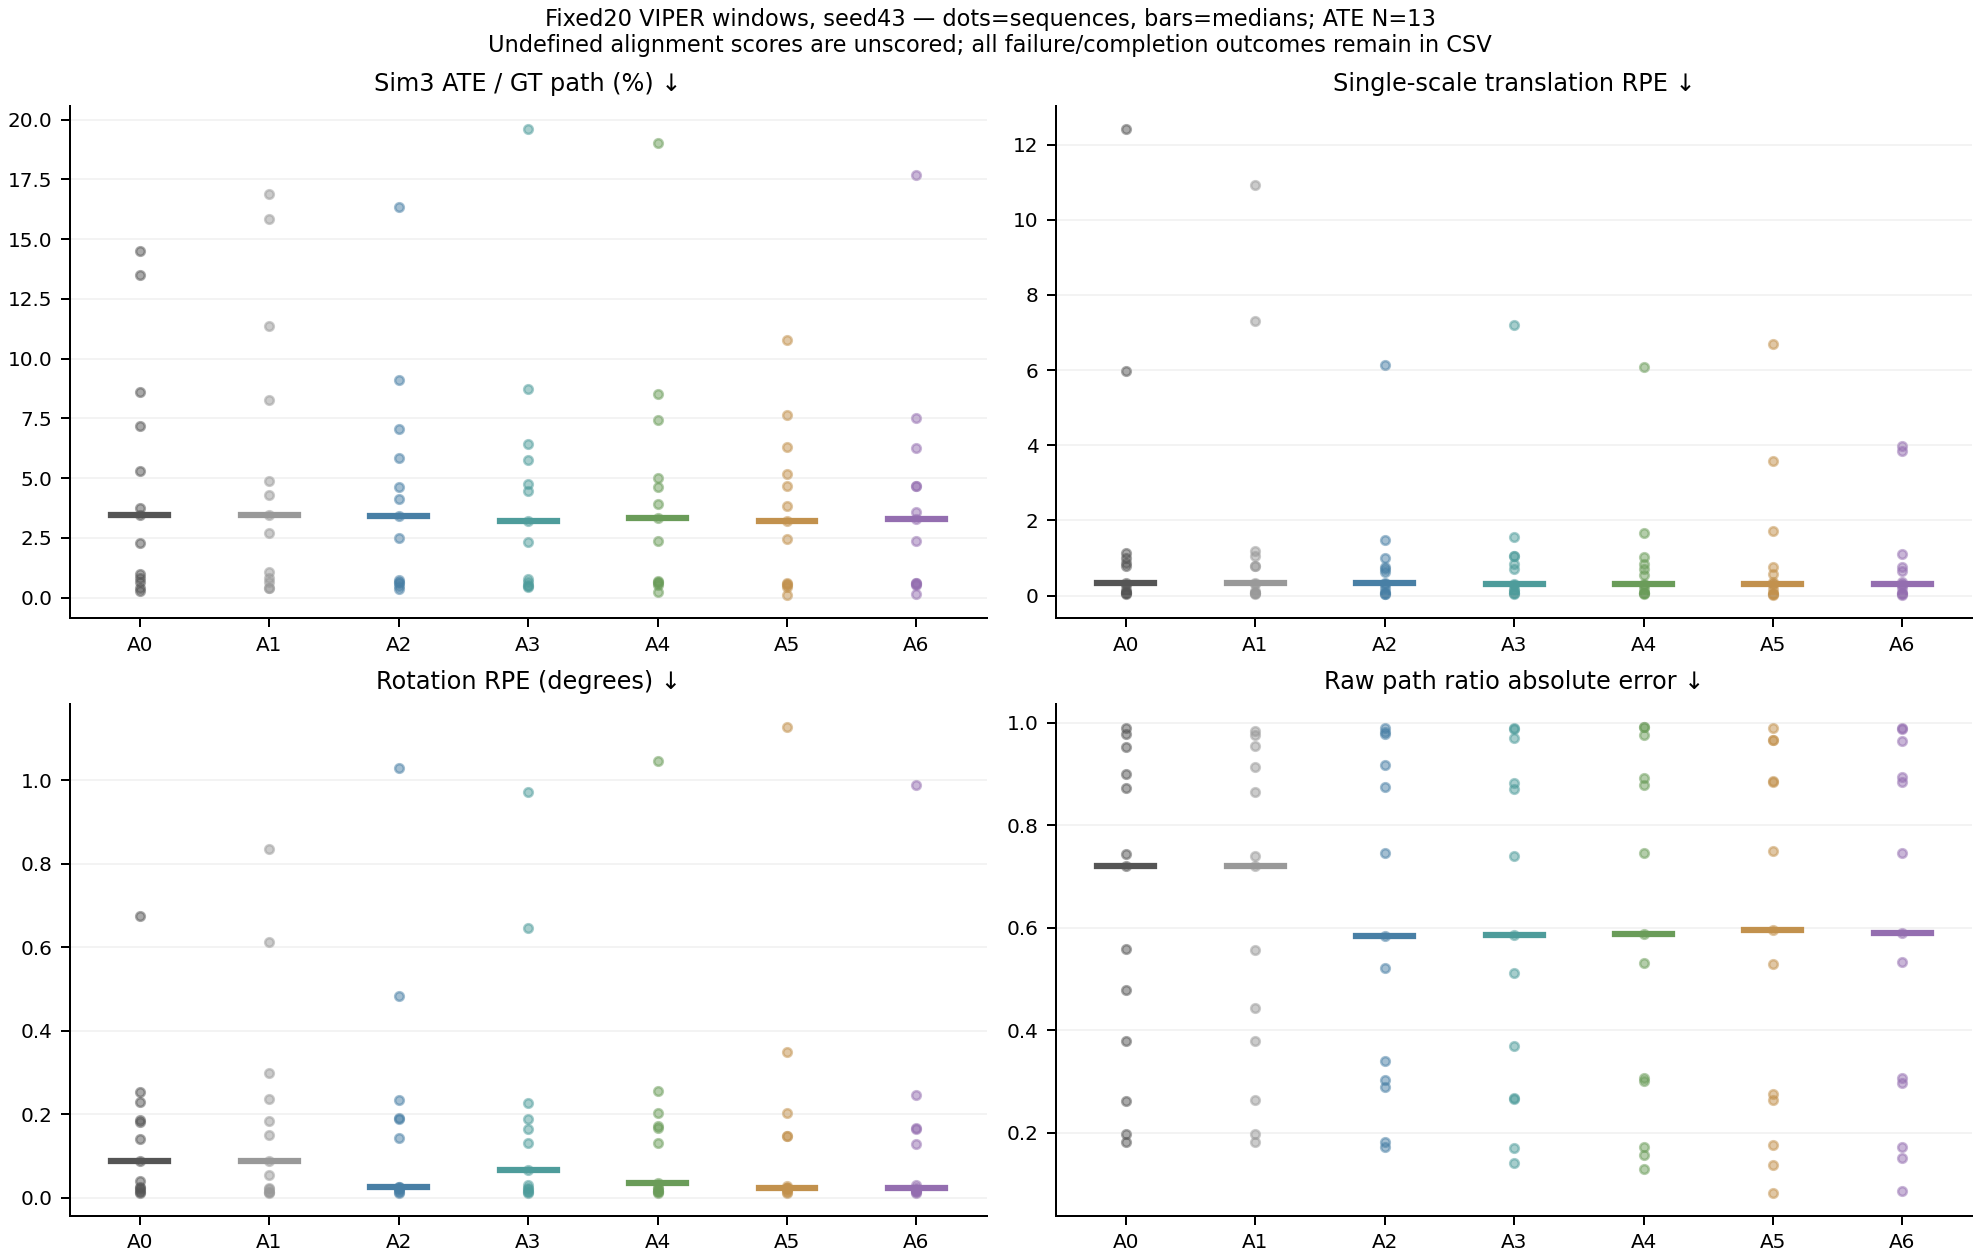 Fixed20 VIPER windows, seed43 — dots=sequences, bars=medians; ATE N=13
Undefined alignment scores are unscored; all failure/completion outcomes remain in CSV
Sim3 ATE / GT path (%) ↓
20.0
17.5
15.0
12.5
10.0
7.5
5.0
2.5
0.0
A0 A1 A2 A3 A4 A5 A6
Single-scale translation RPE ↓
12
10
8
6
4
2
0
A0 A1 A2 A3 A4 A5 A6
Rotation RPE (degrees) ↓
1.0
0.8
0.6
0.4
0.2
0.0
A0 A1 A2 A3 A4 A5 A6
Raw path ratio absolute error ↓
1.0
0.8
0.6
0.4
0.2
A0 A1 A2 A3 A4 A5 A6